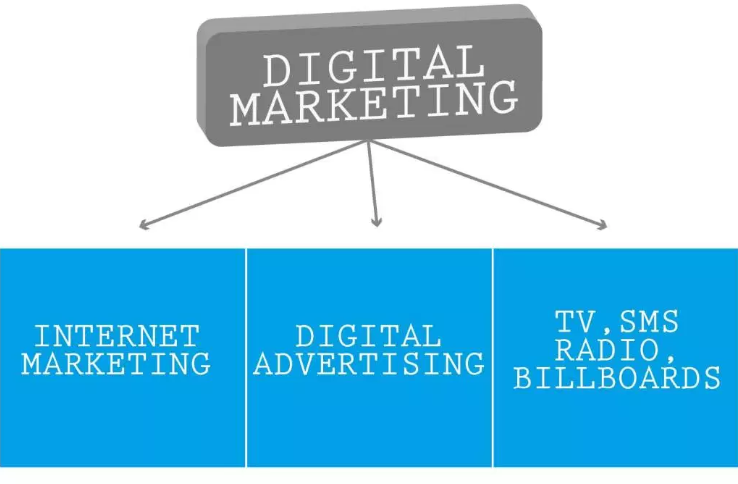 DIGITAL
MARKETING
INTERNET
MARKETING
DIGITAL
ADVERTISING
TV,SMS
RADIO,
BILLBOARDS